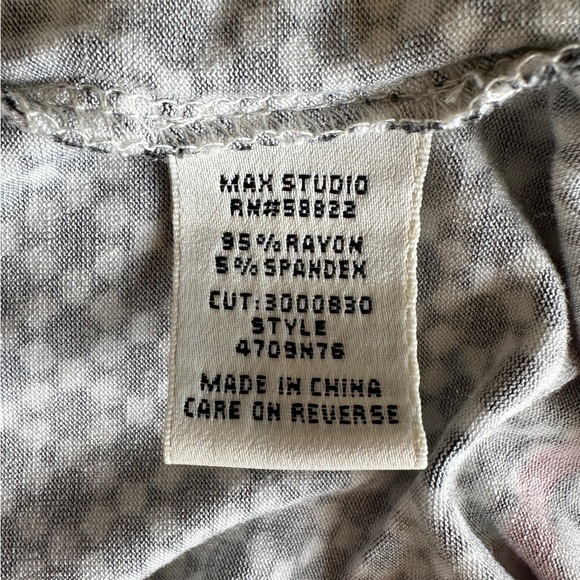 MAX STUDIO
RN#58822
95% RAYON
5% SPANDEX
CUT:3000830
STYLE
4709N76
MADE IN CHINA
CARE ON REVERSE